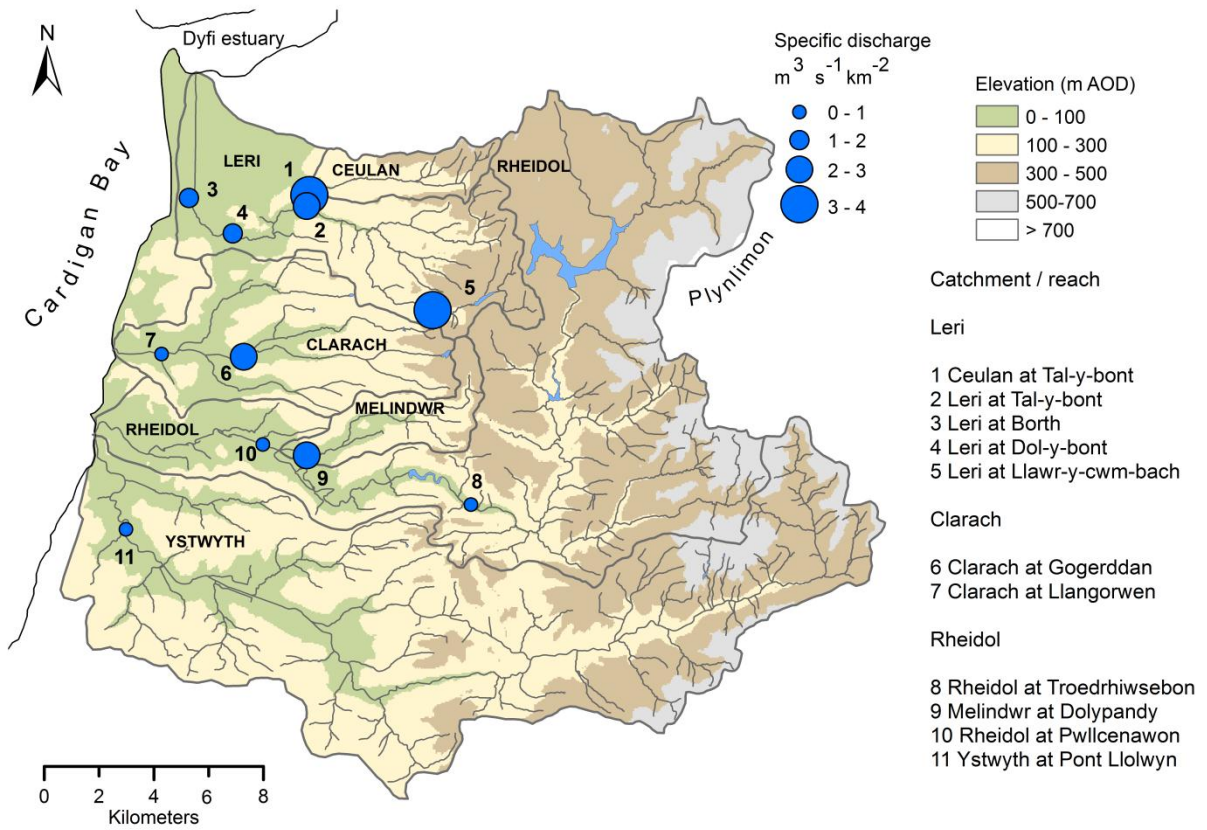 N
Dyfi estuary
Cardigan Bay
LERI
CEULAN
RHEIDOL
CLARACH
MELINDWR
RHEIDOL
YSTWYTH
Plynlimon
1
2
3
4
5
6
7
8
9
10
11
0 2 4 6 8
Kilometers
Specific discharge
m³ s⁻¹ km⁻²
0 - 1
1 - 2
2 - 3
3 - 4
Elevation (m AOD)
0 - 100
100 - 300
300 - 500
500-700
> 700
Catchment / reach
Leri
1 Ceulan at Tal-y-bont
2 Leri at Tal-y-bont
3 Leri at Borth
4 Leri at Dol-y-bont
5 Leri at Llawr-y-cwm-bach
Clarach
6 Clarach at Gogerddan
7 Clarach at Llangorwen
Rheidol
8 Rheidol at Troedrhiwsebon
9 Melindwr at Dolypandy
10 Rheidol at Pwllcenawon
11 Ystwyth at Pont Llolwyn